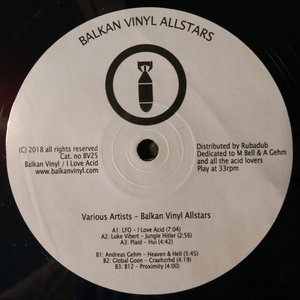 BALKAN VINYL ALLSTARS
(C) 2018 all rights reserved
Cat. no BV25
Balkan Vinyl / I Love Acid
www.balkanvinyl.com
Distributed by Rubadub
Dedicated to M Bell & A Gehm
and all the acid lovers
Play at 33rpm
Various Artists - Balkan Vinyl Allstars
A1: LFO - I Love Acid (7:04)
A2: Luke Vibert - Jungle Hitler (2:56)
A3: Plaid - Hui (4:42)
B1: Andreas Gehm - Heaven & Hell (5:45)
B2: Global Goon - Craehzrhd (4:19)
B3: B12 - Proximity (4:00)